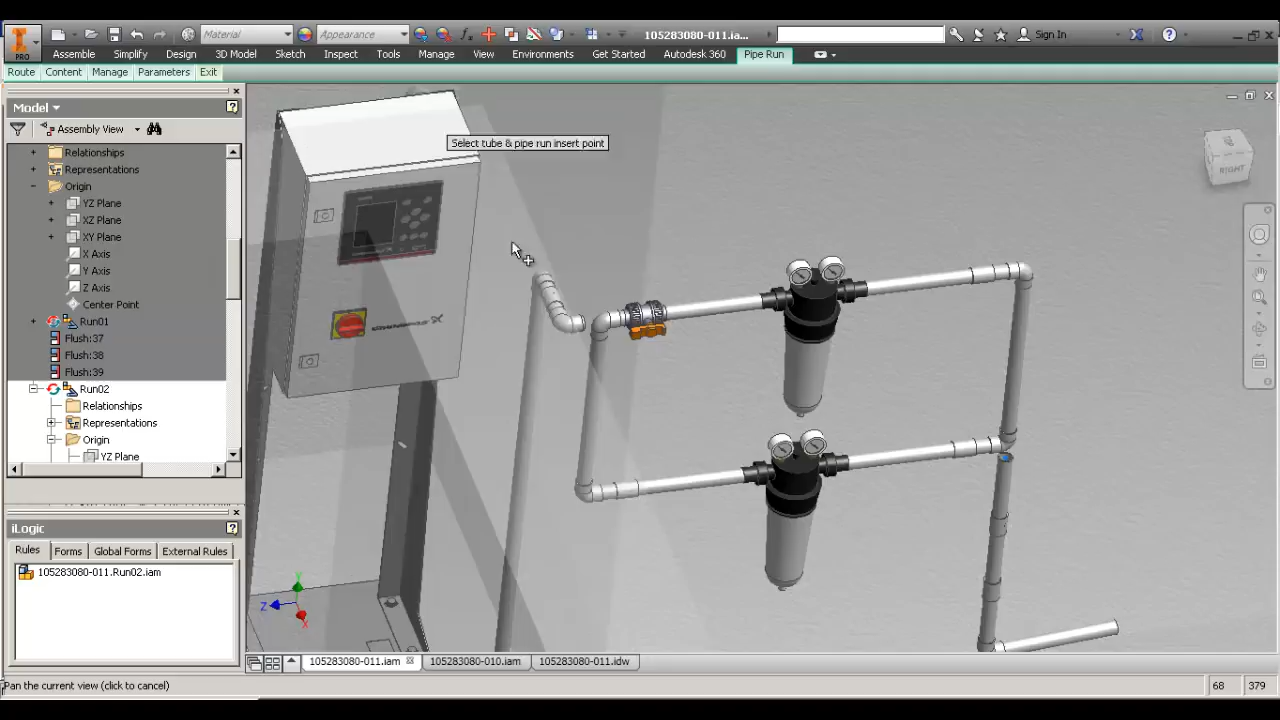 Material
Appearance
105283080-011.ia...
Sign In
PRO
Assemble
Simplify
Design
3D Model
Sketch
Inspect
Tools
Manage
View
Environments
Get Started
Autodesk 360
Pipe Run
Route
Content
Manage
Parameters
Exit
Model
Assembly View
Relationships
Representations
Origin
YZ Plane
XZ Plane
XY Plane
X Axis
Y Axis
Z Axis
Center Point
Run01
Flush:37
Flush:38
Flush:39
Run02
Relationships
Representations
Origin
YZ Plane
iLogic
Rules
Forms
Global Forms
External Rules
105283080-011.Run02.iam
Select tube & pipe run insert point
RIGHT
Y
Z
X
105283080-011.iam
105283080-010.iam
105283080-011.idw
Pan the current view (click to cancel)
68
379